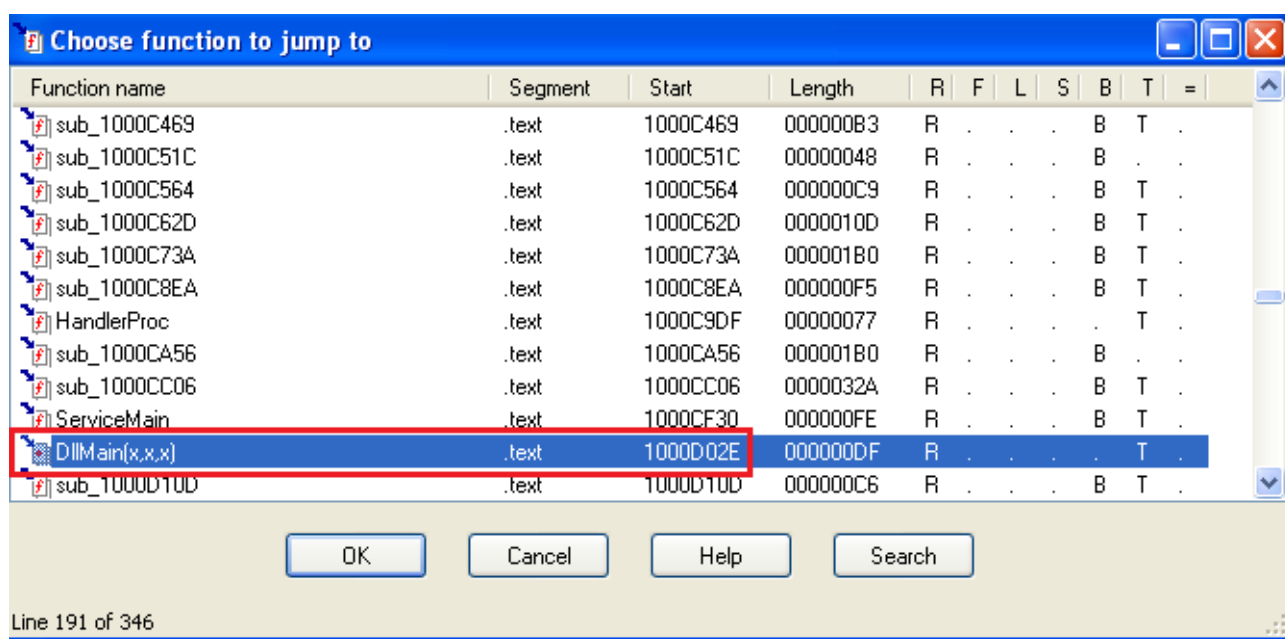 Choose function to jump to
Function name Segment Start Length R F L S B T =
sub_1000C469 .text 1000C469 000000B3 R . . . B T .
sub_1000C51C .text 1000C51C 00000048 R . . . B . .
sub_1000C564 .text 1000C564 000000C9 R . . . B T .
sub_1000C62D .text 1000C62D 0000010D R . . . B T .
sub_1000C73A .text 1000C73A 000001B0 R . . . B T .
sub_1000C8EA .text 1000C8EA 000000F5 R . . . B T .
HandlerProc .text 1000C9DF 00000077 R . . . . T .
sub_1000CA56 .text 1000CA56 000001B0 R . . . B . .
sub_1000CC06 .text 1000CC06 0000032A R . . . B T .
ServiceMain .text 1000CF30 000000FE R . . . B T .
DllMain(x,x,x) .text 1000D02E 000000DF R . . . . T .
sub_1000D10D .text 1000D10D 000000C6 R . . . B T .
OK Cancel Help Search
Line 191 of 346